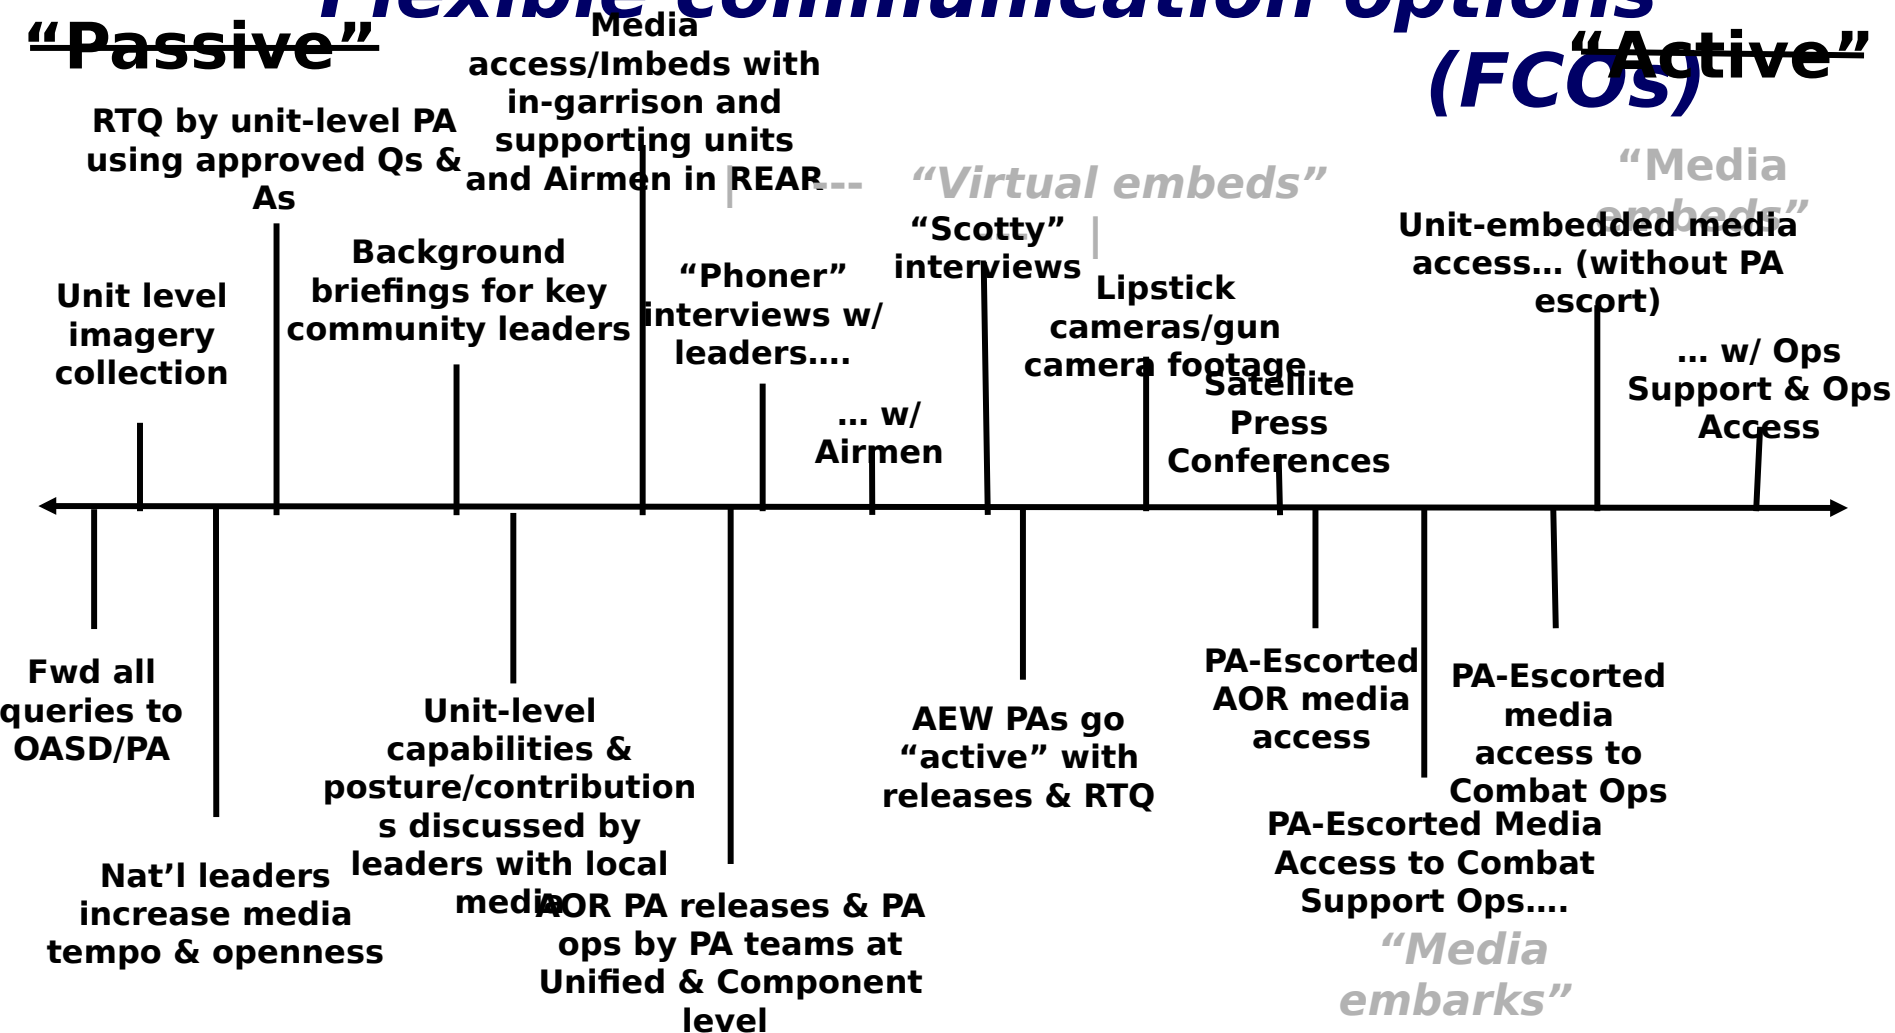 Flexible communication options
(FCOs)
“Passive”
“Active”
Media
access/Imbeds with
in-garrison and
supporting units
and Airmen in REAR
RTQ by unit-level PA
using approved Qs &
As
| --- “Virtual embeds”
--- |
“Media
embeds”
Unit level
imagery
collection
Background
briefings for key
community leaders
“Phoner”
interviews w/
leaders….
… w/
Airmen
“Scotty”
interviews
Lipstick
cameras/gun
camera footage
Satellite
Press
Conferences
Unit-embedded media
access… (without PA
escort)
… w/ Ops
Support & Ops
Access
Fwd all
queries to
OASD/PA
Nat’l leaders
increase media
tempo & openness
Unit-level
capabilities &
posture/contribution
s discussed by
leaders with local
media
AOR PA releases & PA
ops by PA teams at
Unified & Component
level
AEW PAs go
“active” with
releases & RTQ
PA-Escorted
AOR media
access
PA-Escorted Media
Access to Combat
Support Ops….
PA-Escorted
media
access to
Combat Ops
“Media
embarks”